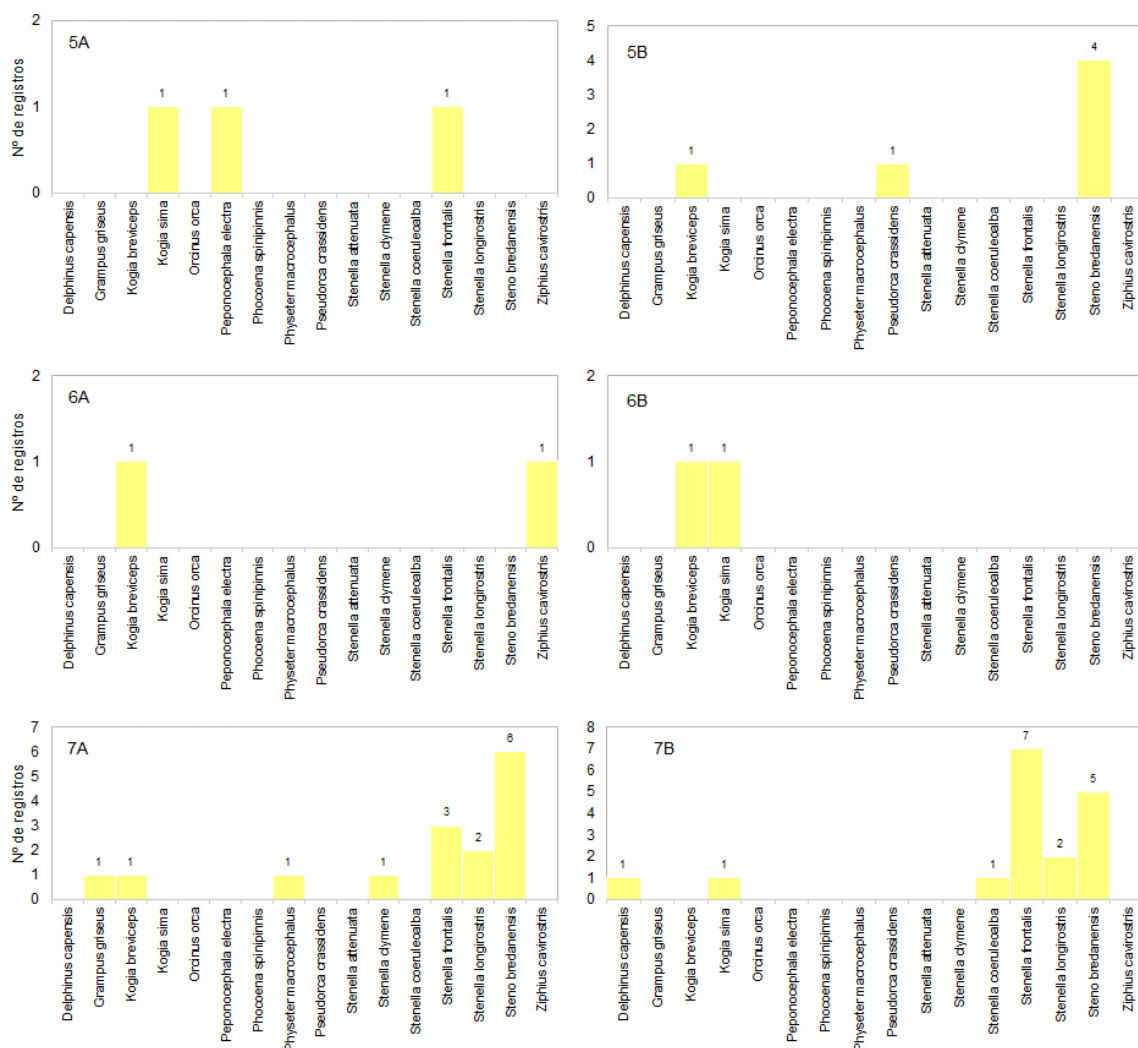 5A
Nº de registros
2
1
0
1
1
1
Delphinus capensis
Grampus griseus
Kogia breviceps
Kogia sima
Orcinus orca
Peponocephala electra
Phocoena spinipinnis
Physeter macrocephalus
Pseudorca crassidens
Stenella attenuata
Stenella clymene
Stenella coeruleoalba
Stenella frontalis
Stenella longirostris
Steno bredanensis
Ziphius cavirostris
5B
5
4
3
2
1
0
1
1
4
Delphinus capensis
Grampus griseus
Kogia breviceps
Kogia sima
Orcinus orca
Peponocephala electra
Phocoena spinipinnis
Physeter macrocephalus
Pseudorca crassidens
Stenella attenuata
Stenella clymene
Stenella coeruleoalba
Stenella frontalis
Stenella longirostris
Steno bredanensis
Ziphius cavirostris
6A
Nº de registros
2
1
0
1
1
Delphinus capensis
Grampus griseus
Kogia breviceps
Kogia sima
Orcinus orca
Peponocephala electra
Phocoena spinipinnis
Physeter macrocephalus
Pseudorca crassidens
Stenella attenuata
Stenella clymene
Stenella coeruleoalba
Stenella frontalis
Stenella longirostris
Steno bredanensis
Ziphius cavirostris
6B
2
1
0
1
1
Delphinus capensis
Grampus griseus
Kogia breviceps
Kogia sima
Orcinus orca
Peponocephala electra
Phocoena spinipinnis
Physeter macrocephalus
Pseudorca crassidens
Stenella attenuata
Stenella clymene
Stenella coeruleoalba
Stenella frontalis
Stenella longirostris
Steno bredanensis
Ziphius cavirostris
7A
Nº de registros
7
6
5
4
3
2
1
0
1
1
1
1
3
2
6
Delphinus capensis
Grampus griseus
Kogia breviceps
Kogia sima
Orcinus orca
Peponocephala electra
Phocoena spinipinnis
Physeter macrocephalus
Pseudorca crassidens
Stenella attenuata
Stenella clymene
Stenella coeruleoalba
Stenella frontalis
Stenella longirostris
Steno bredanensis
Ziphius cavirostris
7B
8
7
6
5
4
3
2
1
0
1
1
1
7
2
5
Delphinus capensis
Grampus griseus
Kogia breviceps
Kogia sima
Orcinus orca
Peponocephala electra
Phocoena spinipinnis
Physeter macrocephalus
Pseudorca crassidens
Stenella attenuata
Stenella clymene
Stenella coeruleoalba
Stenella frontalis
Stenella longirostris
Steno bredanensis
Ziphius cavirostris